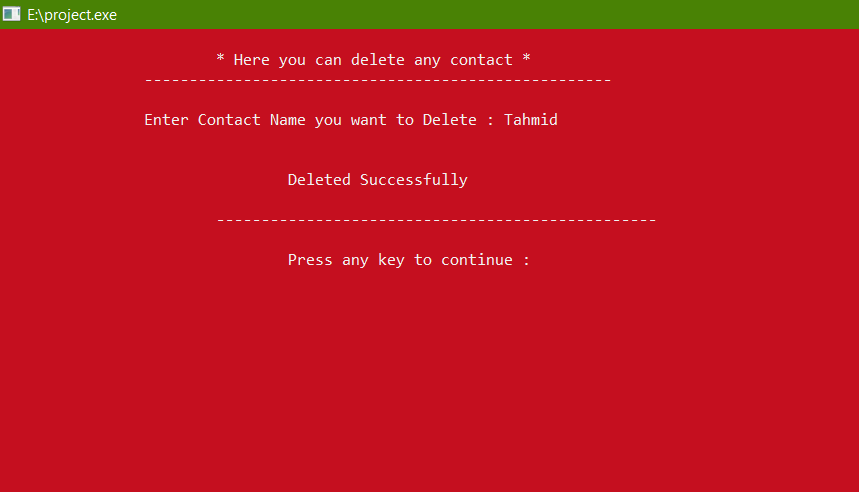 E:\project.exe
* Here you can delete any contact *
----------------------------------------------------
Enter Contact Name you want to Delete : Tahmid
Deleted Successfully
-------------------------------------------------
Press any key to continue :